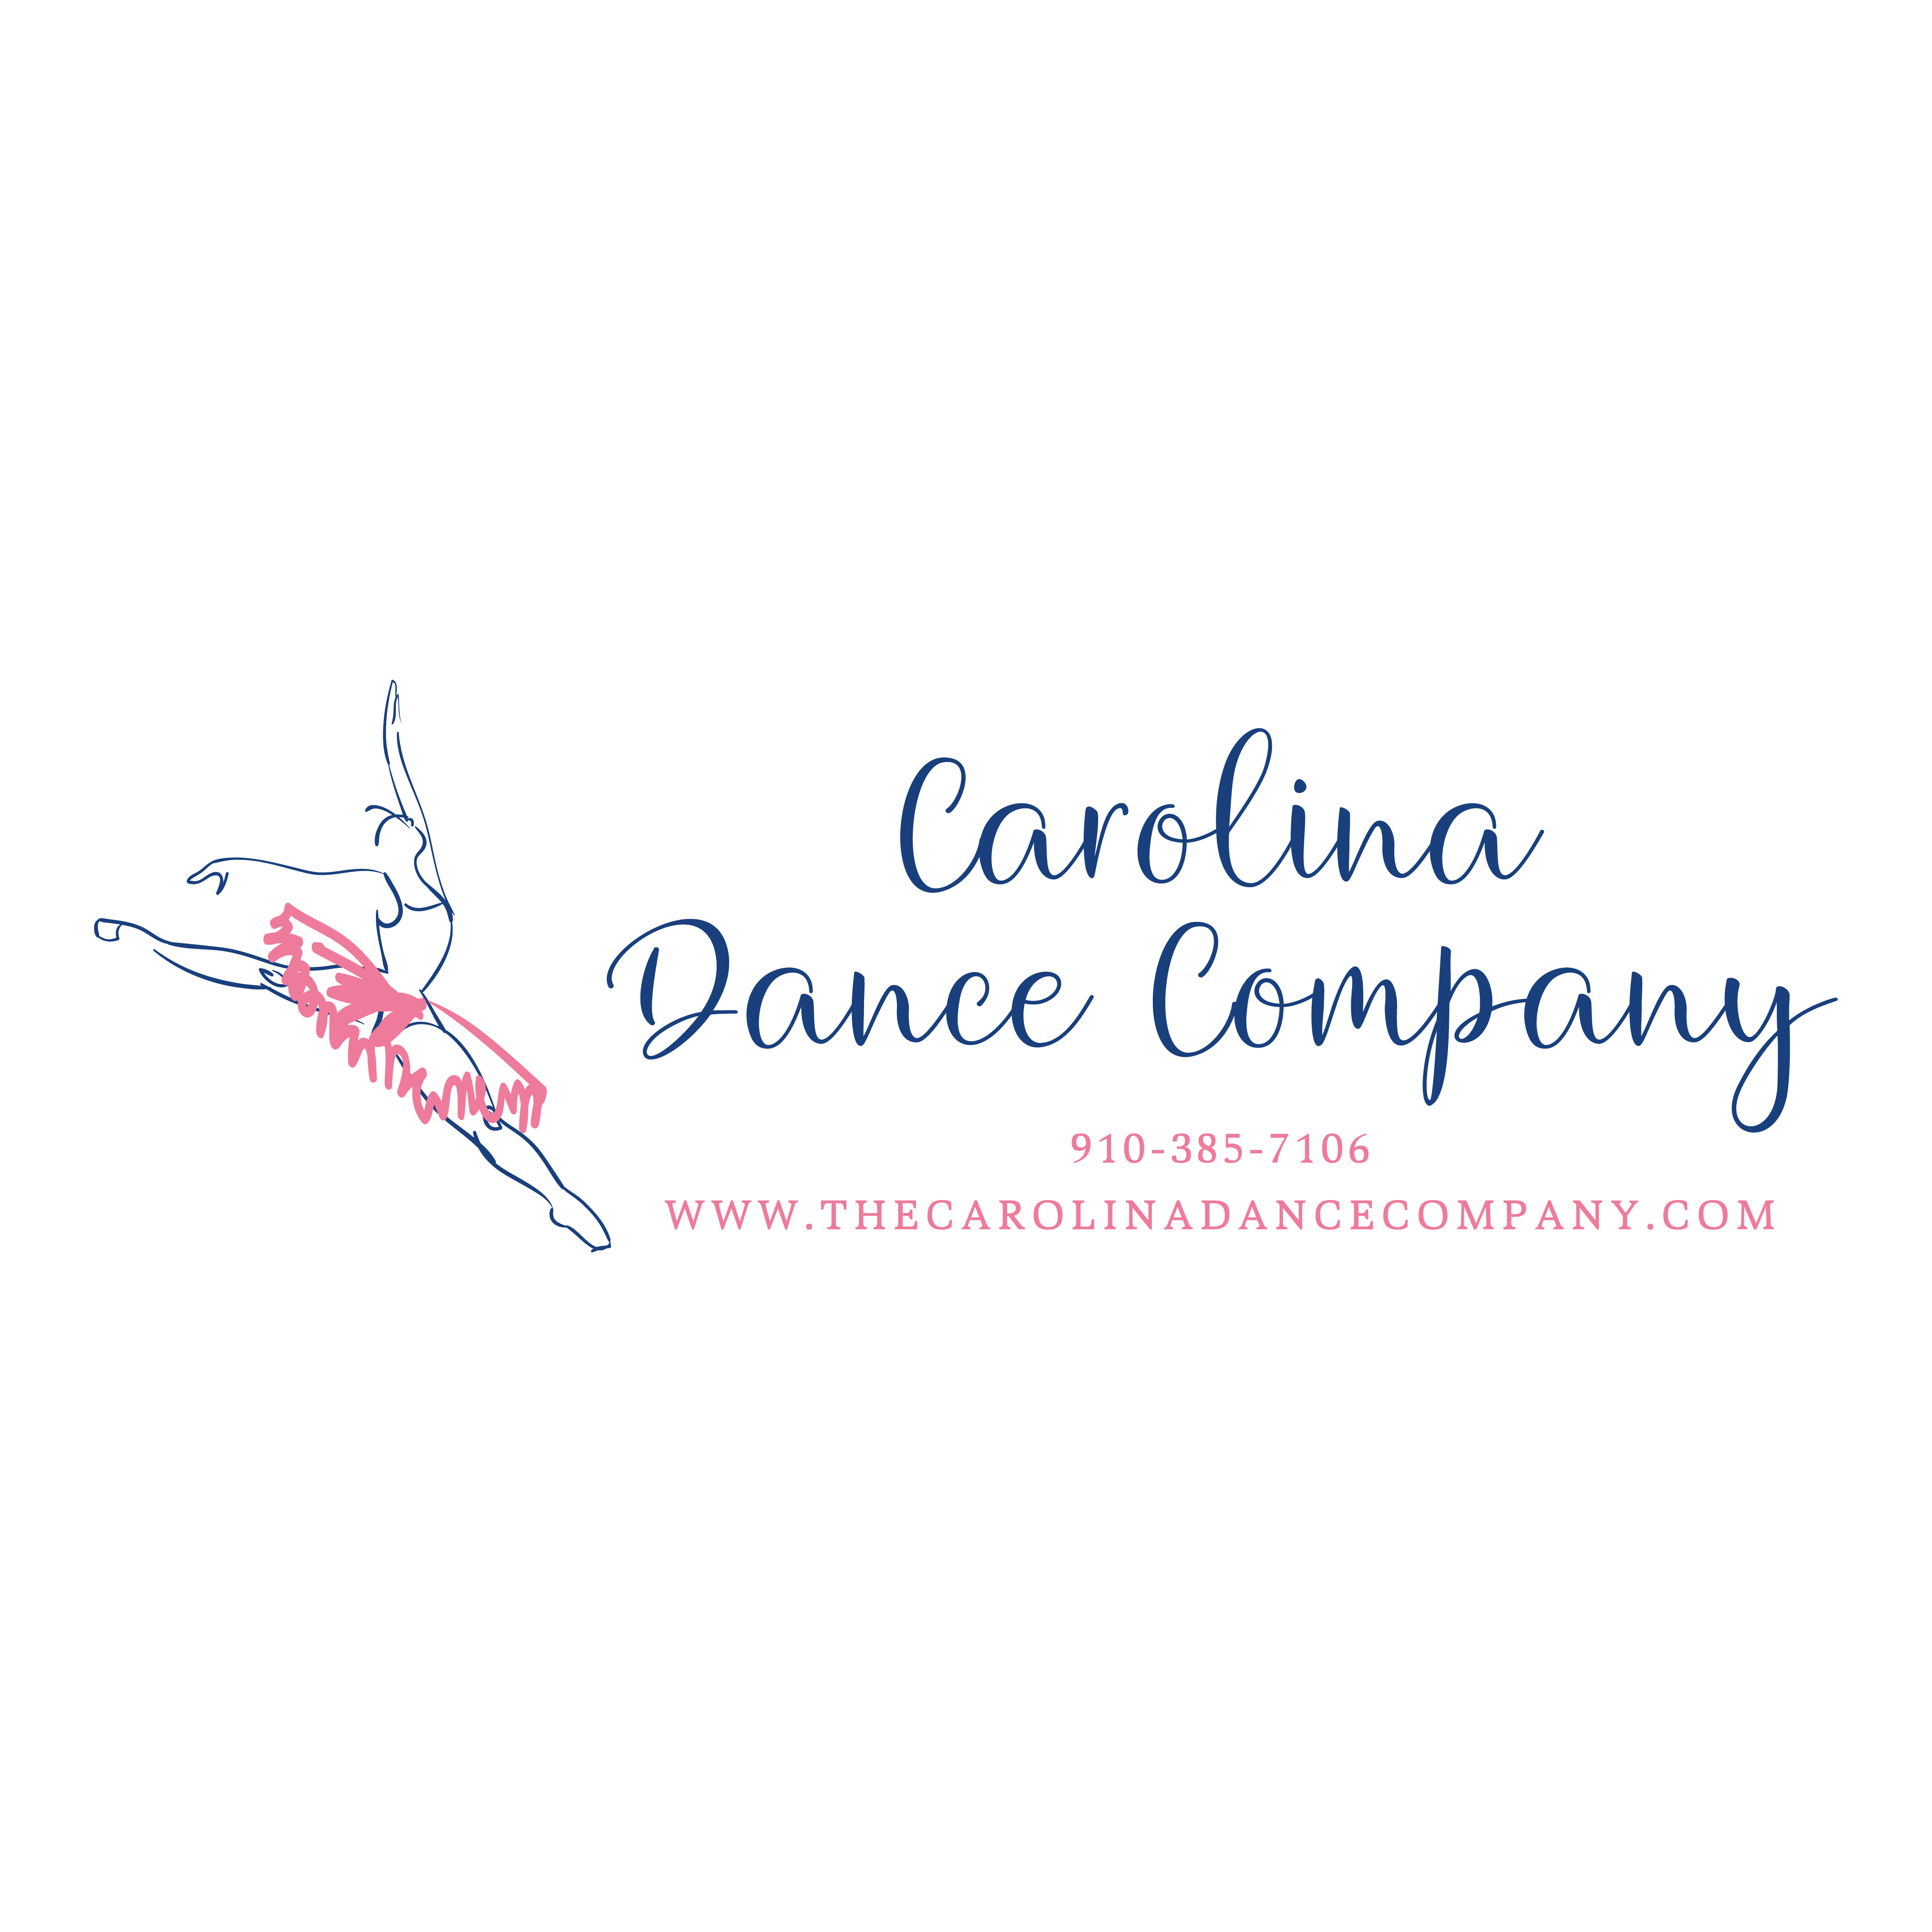 Carolina
Dance Company
910-385-7106
WWW.THECAROLINADANCECOMPANY.COM